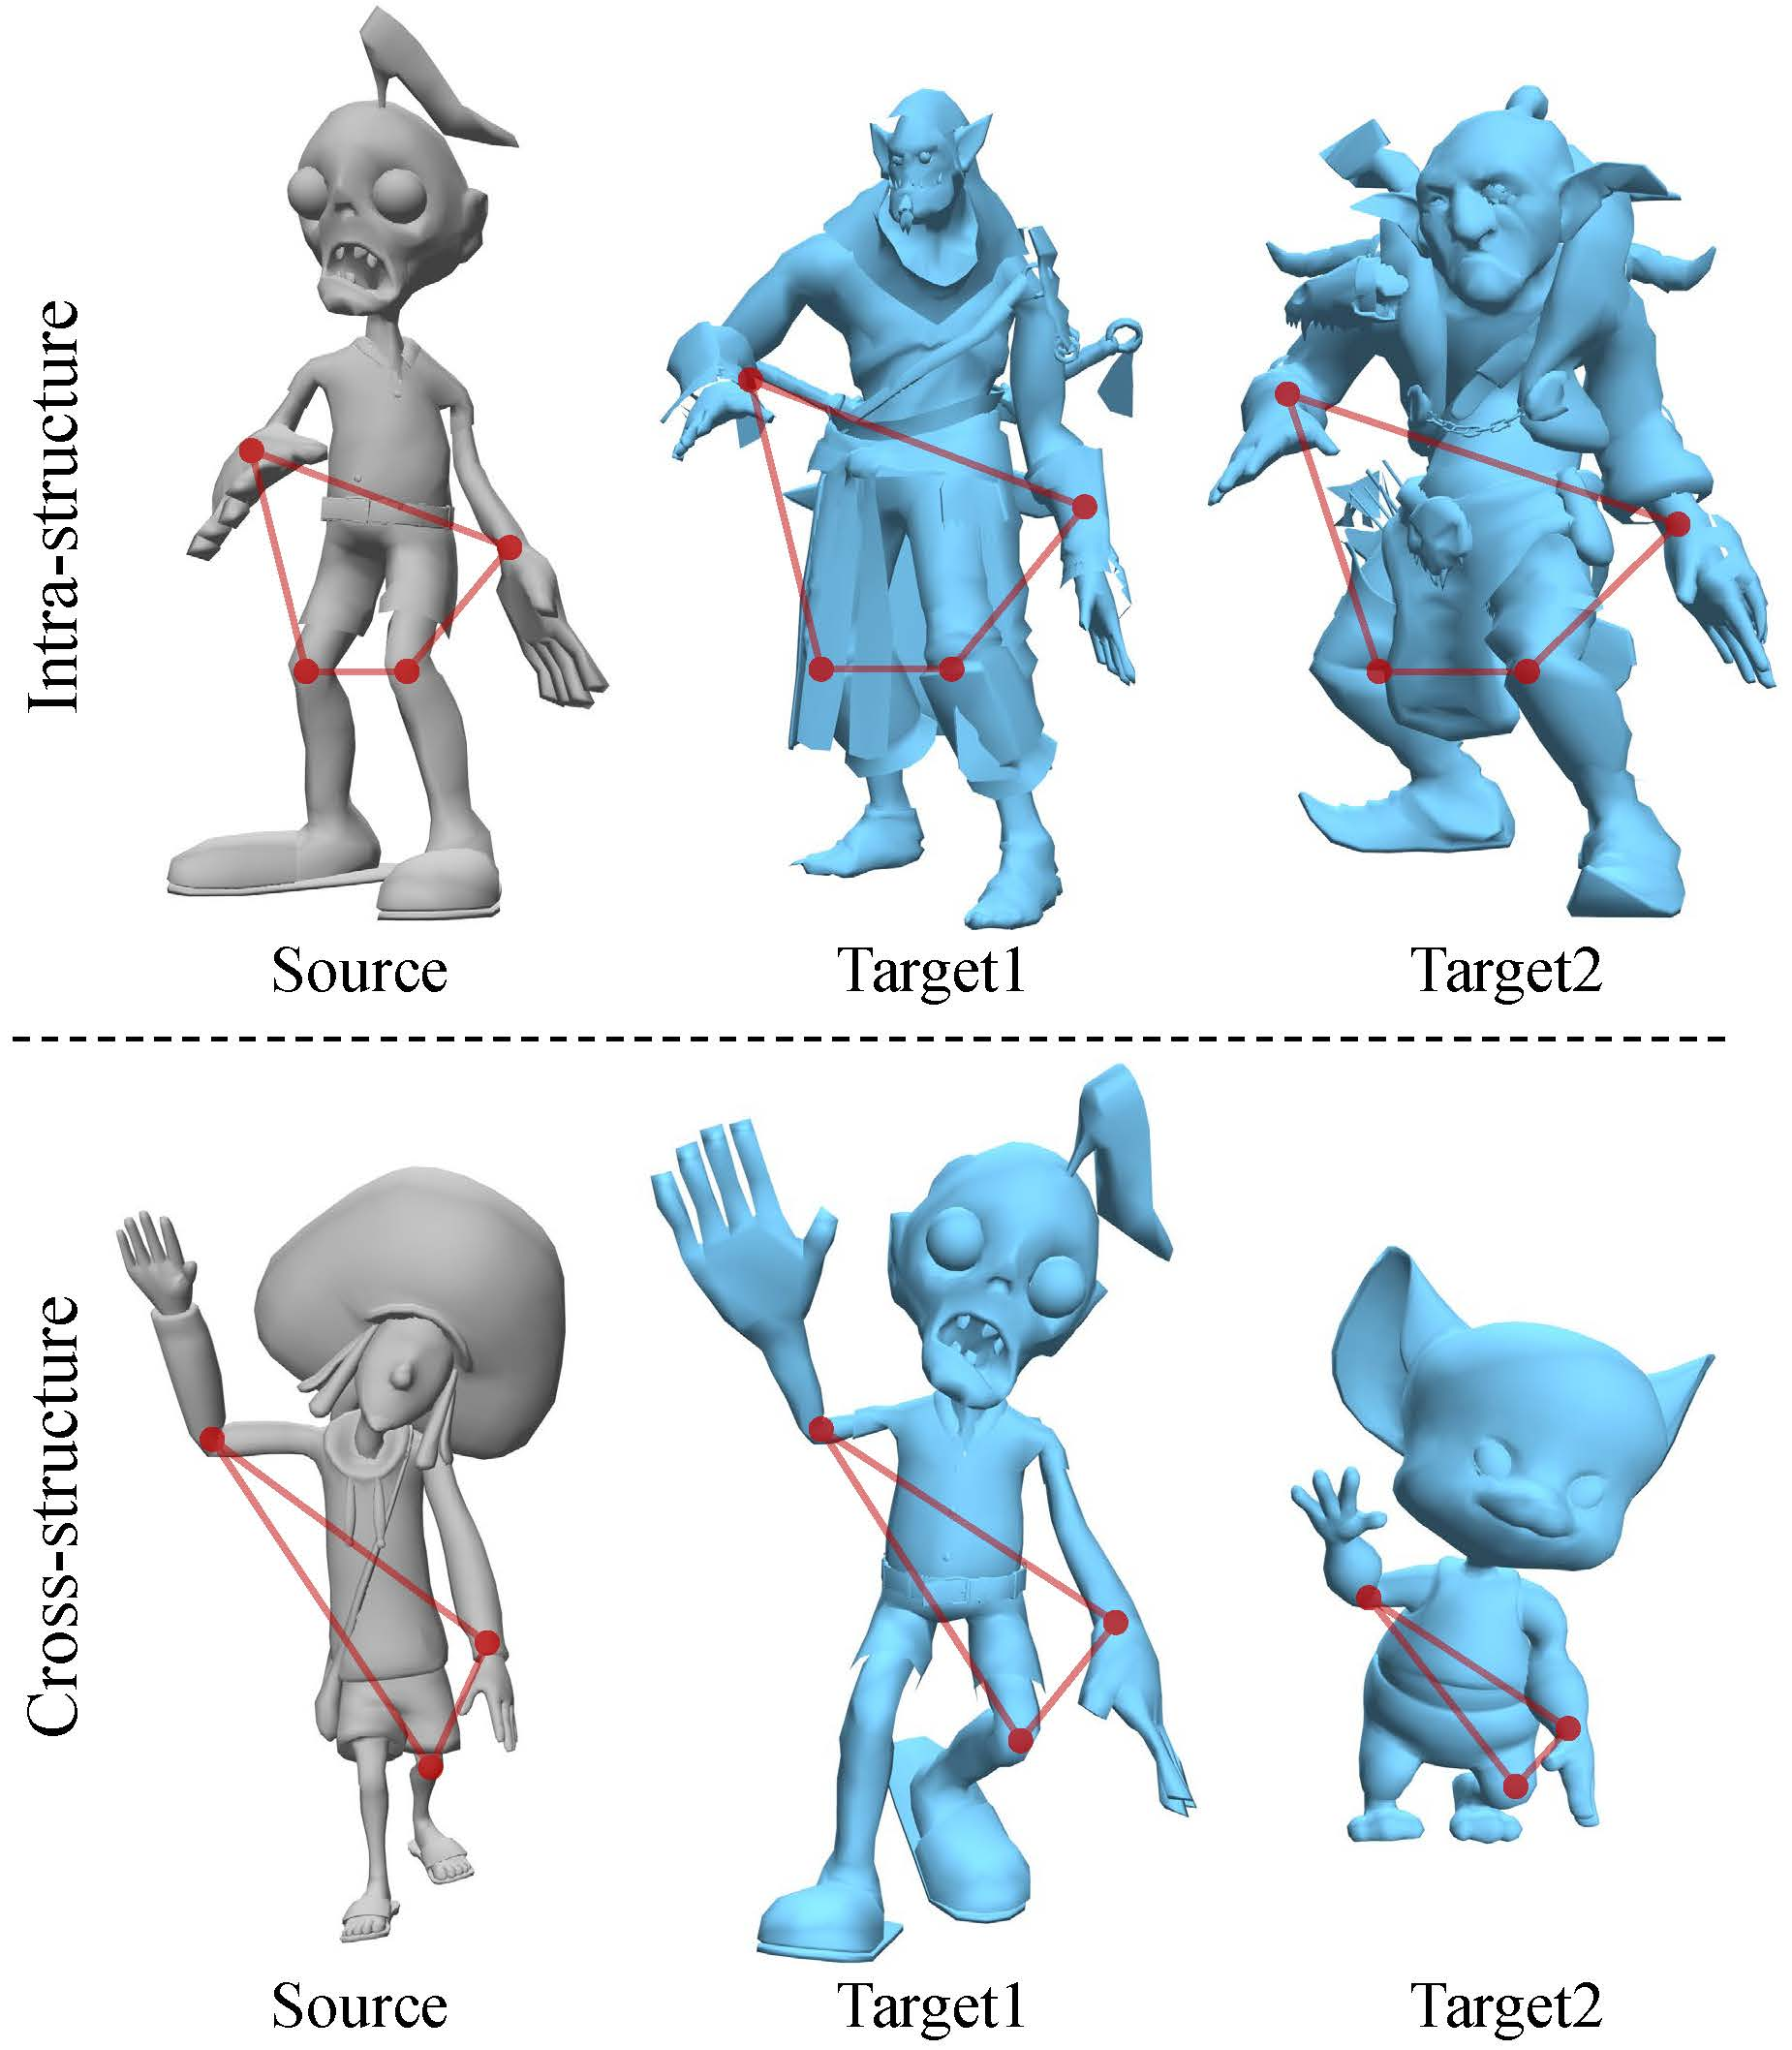 Intra-structure
Source
Target1
Target2
Cross-structure
Source
Target1
Target2